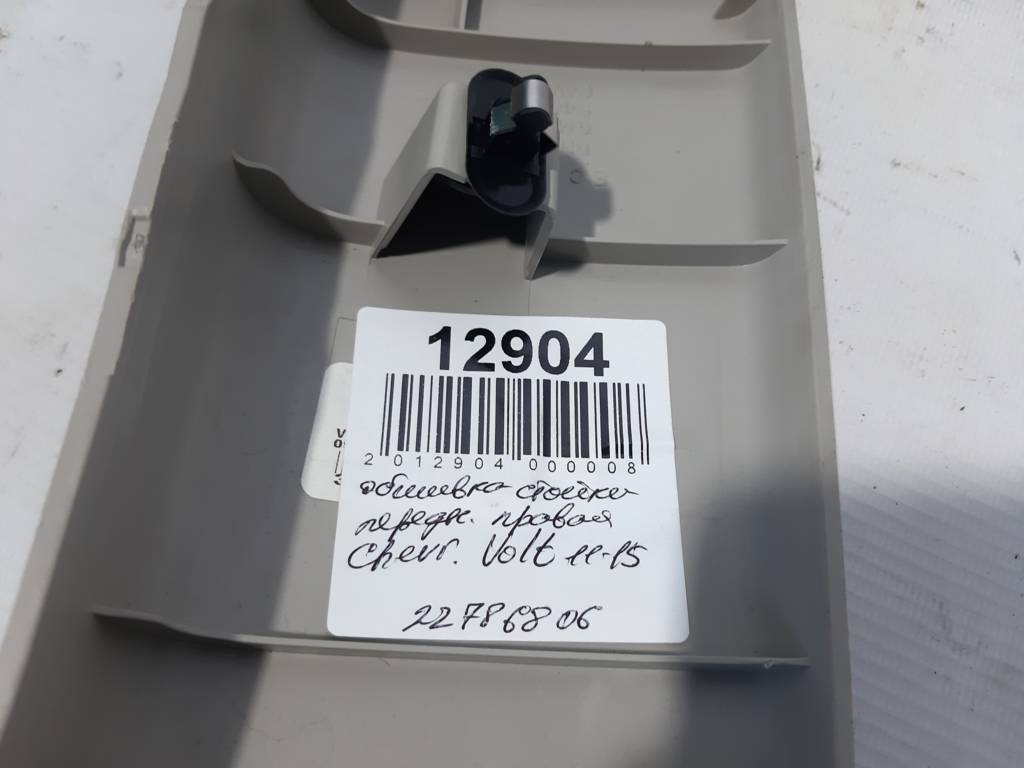 12904
2 012904 000008
обшивка стойки
передн. правая
Chevr. Volt 11-15
22786806